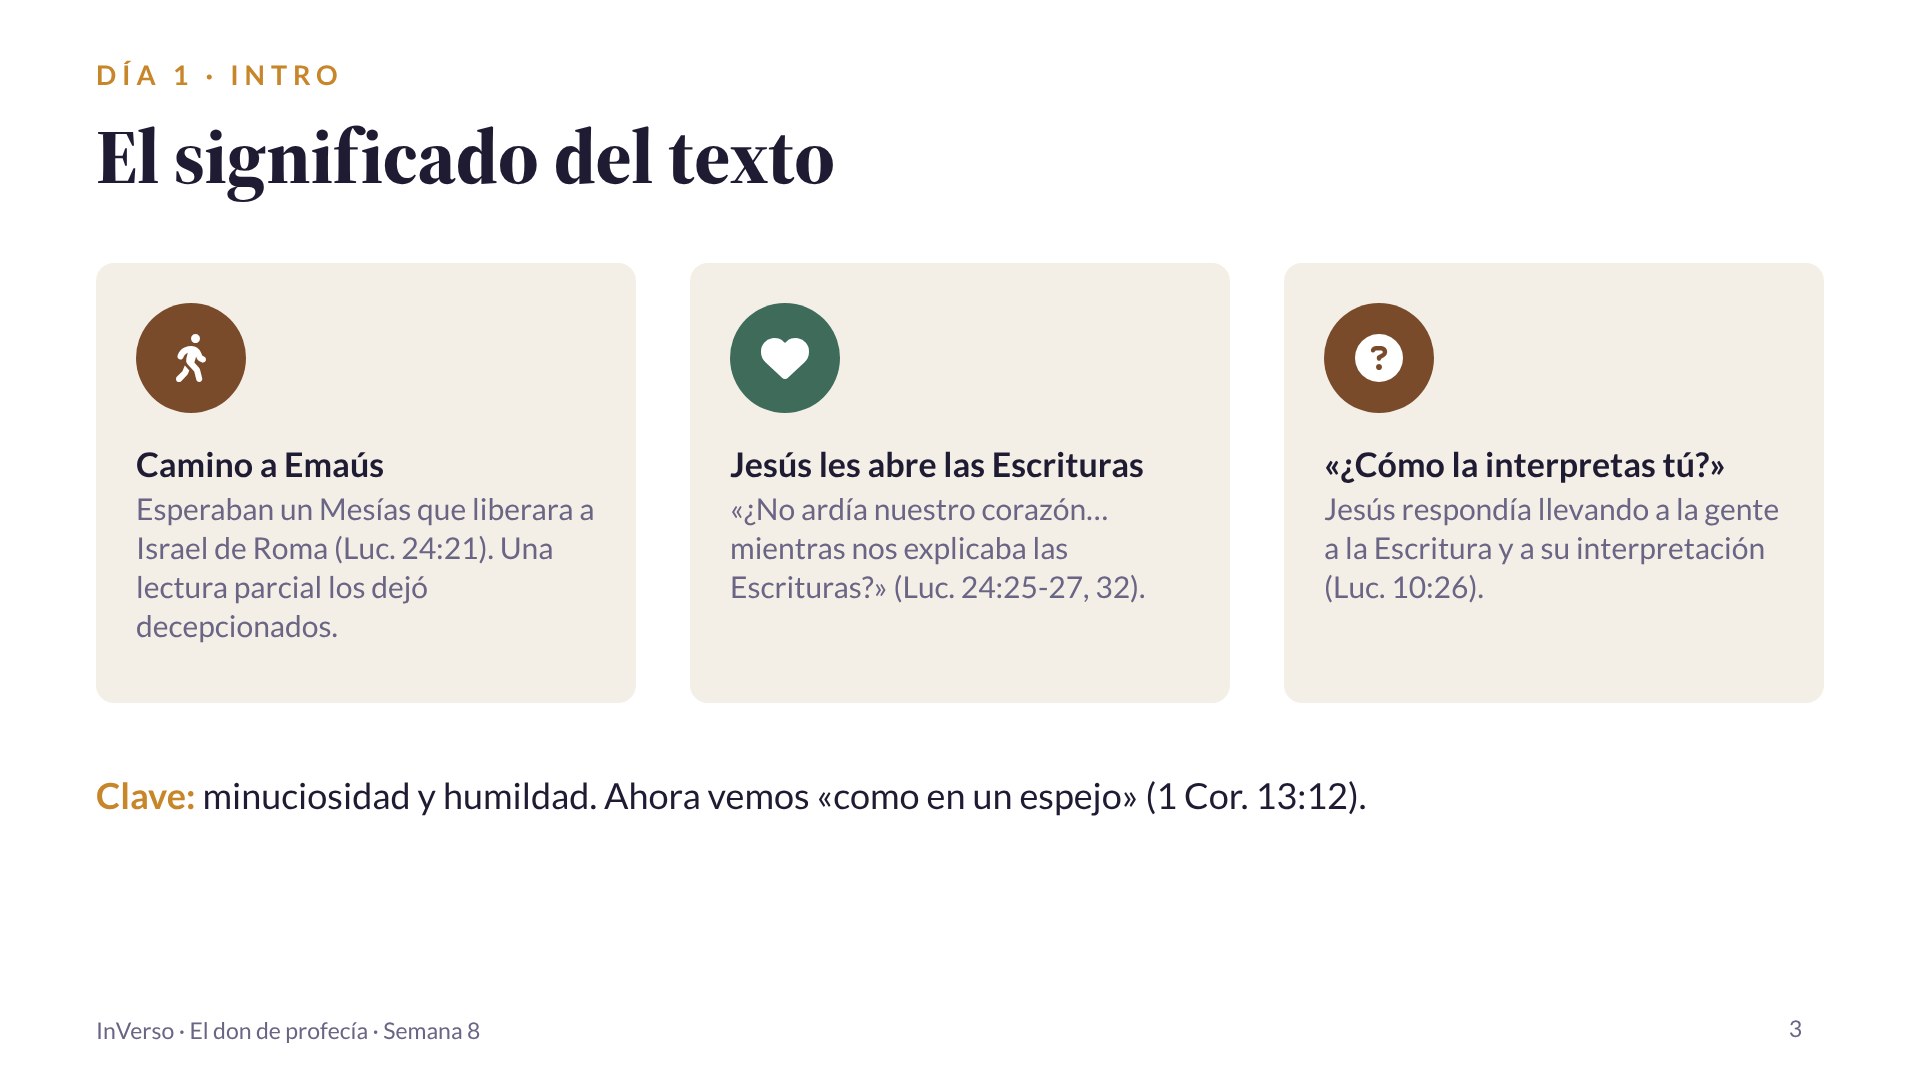 DÍA 1 · INTRO
El significado del texto
Camino a Emaús
Esperaban un Mesías que liberara a
Israel de Roma (Luc. 24:21). Una
lectura parcial los dejó
decepcionados.
Jesús les abre las Escrituras
«¿No ardía nuestro corazón…
mientras nos explicaba las
Escrituras?» (Luc. 24:25-27, 32).
?
«¿Cómo la interpretas tú?»
Jesús respondía llevando a la gente
a la Escritura y a su interpretación
(Luc. 10:26).
Clave: minuciosidad y humildad. Ahora vemos «como en un espejo» (1 Cor. 13:12).
InVerso · El don de profecía · Semana 8
3